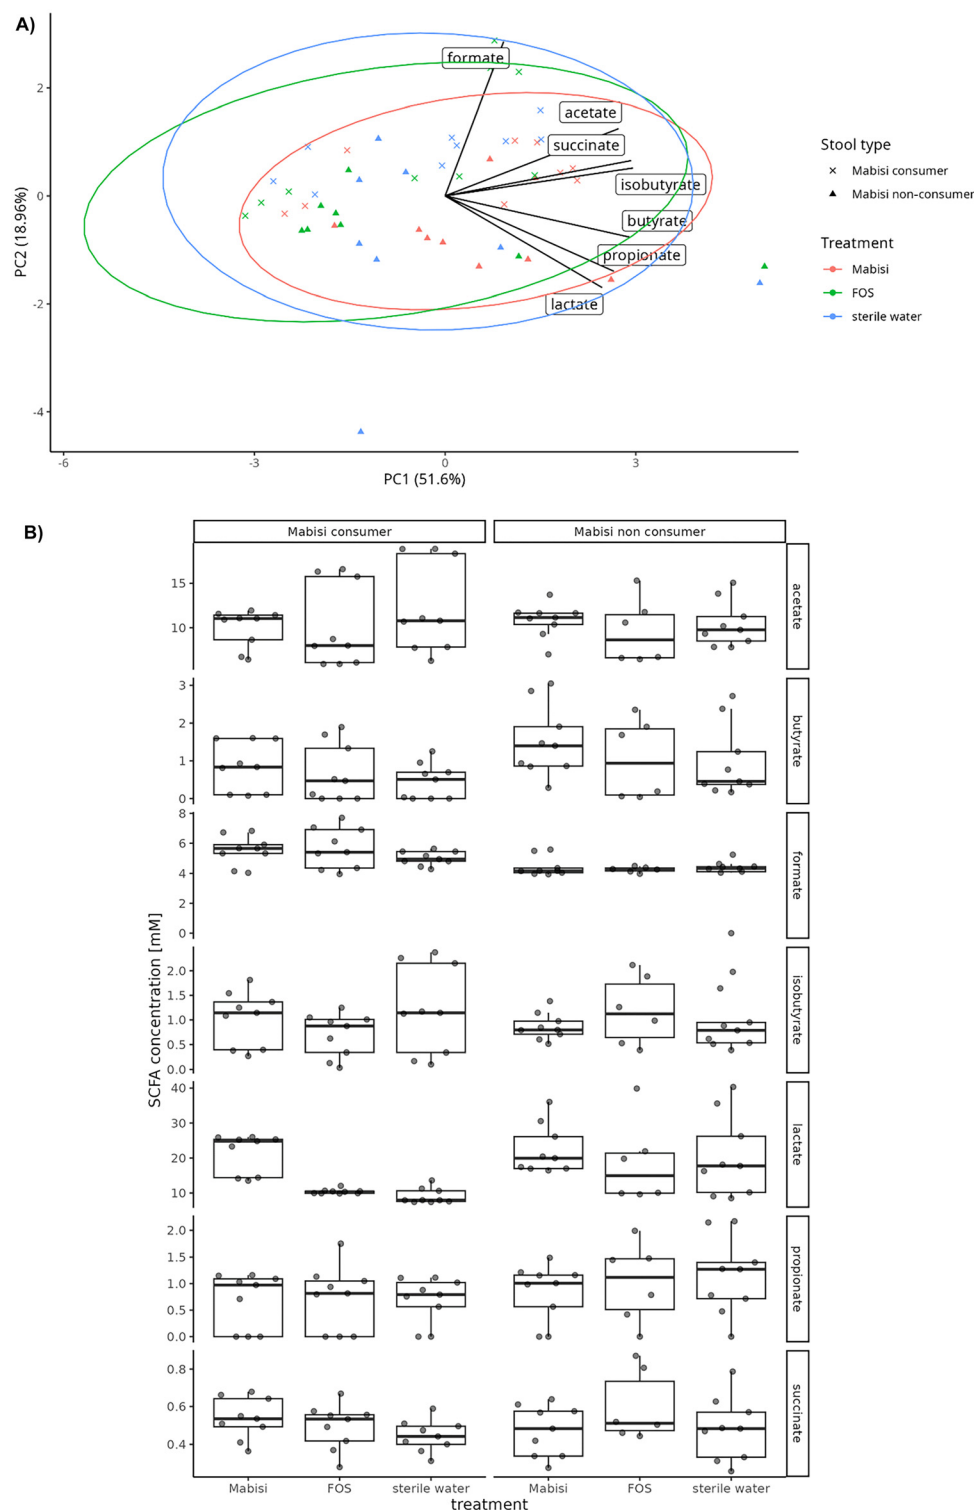 A)
formate
acetate
succinate
isobutyrate
butyrate
propionate
lactate
2
0
-2
-4
PC2 (18.96%)
-6
-3
0
3
PC1 (51.6%)
Stool type
Mabisi consumer
Mabisi non-consumer
Treatment
Mabisi
FOS
sterile water
B)
Mabisi consumer
Mabisi non consumer
SCFA concentration [mM]
15
10
acetate
3
2
1
0
butyrate
8
6
4
2
0
formate
2.0
1.5
1.0
0.5
0.0
isobutyrate
40
30
20
10
lactate
2.0
1.5
1.0
0.5
0.0
propionate
0.8
0.6
0.4
succinate
Mabisi
FOS
sterile water
Mabisi
FOS
sterile water
treatment